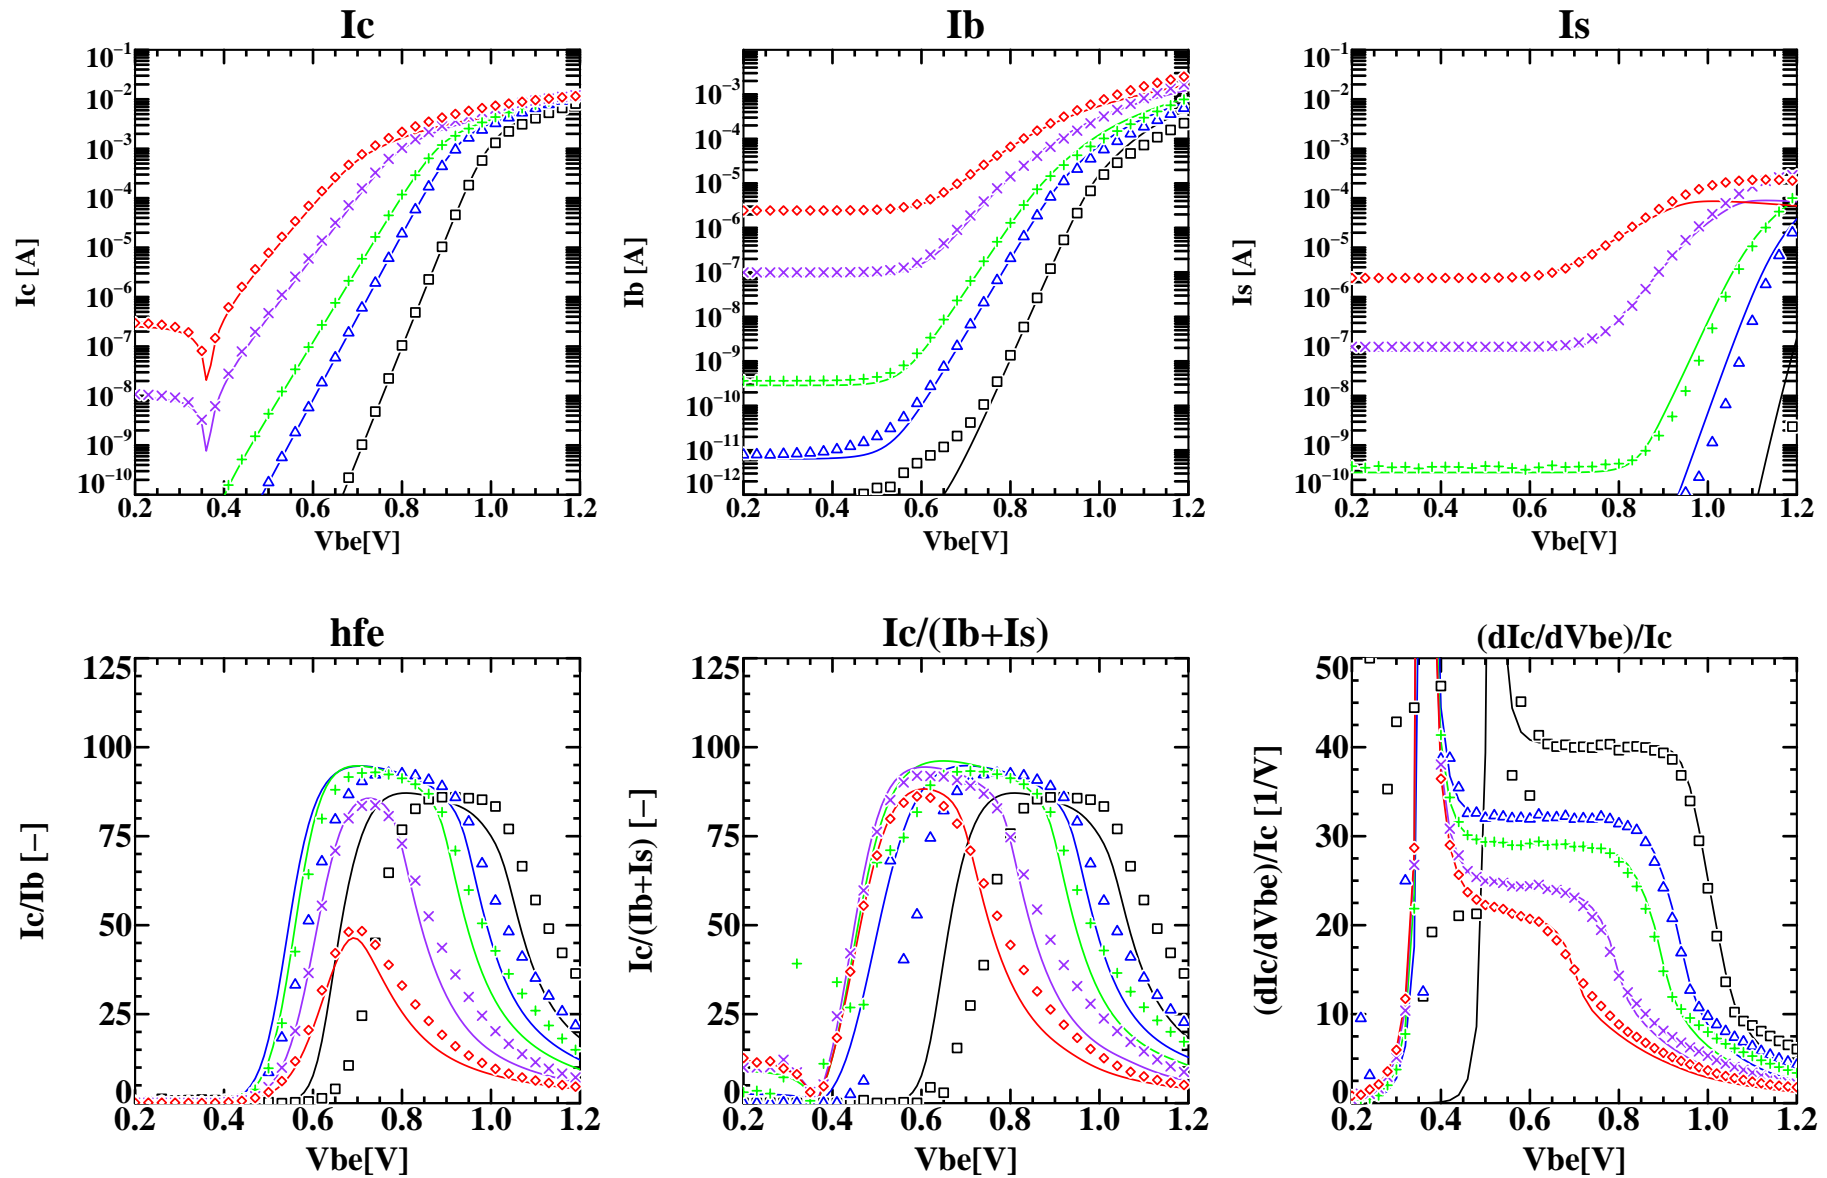 Ic
10⁻¹
10⁻²
10⁻³
10⁻⁴
10⁻⁵
10⁻⁶
10⁻⁷
10⁻⁸
10⁻⁹
10⁻¹⁰
0.2 0.4 0.6 0.8 1.0 1.2
Ic [A]
Vbe[V]
Ib
10⁻³
10⁻⁴
10⁻⁵
10⁻⁶
10⁻⁷
10⁻⁸
10⁻⁹
10⁻¹⁰
10⁻¹¹
10⁻¹²
0.2 0.4 0.6 0.8 1.0 1.2
Ib [A]
Vbe[V]
Is
10⁻¹
10⁻²
10⁻³
10⁻⁴
10⁻⁵
10⁻⁶
10⁻⁷
10⁻⁸
10⁻⁹
10⁻¹⁰
0.2 0.4 0.6 0.8 1.0 1.2
Is [A]
Vbe[V]
hfe
125
100
75
50
25
0
0.2 0.4 0.6 0.8 1.0 1.2
Ic/Ib [−]
Vbe[V]
Ic/(Ib+Is)
125
100
75
50
25
0
0.2 0.4 0.6 0.8 1.0 1.2
Ic/(Ib+Is) [−]
Vbe[V]
(dIc/dVbe)/Ic
50
40
30
20
10
0
0.2 0.4 0.6 0.8 1.0 1.2
(dIc/dVbe)/Ic [1/V]
Vbe[V]